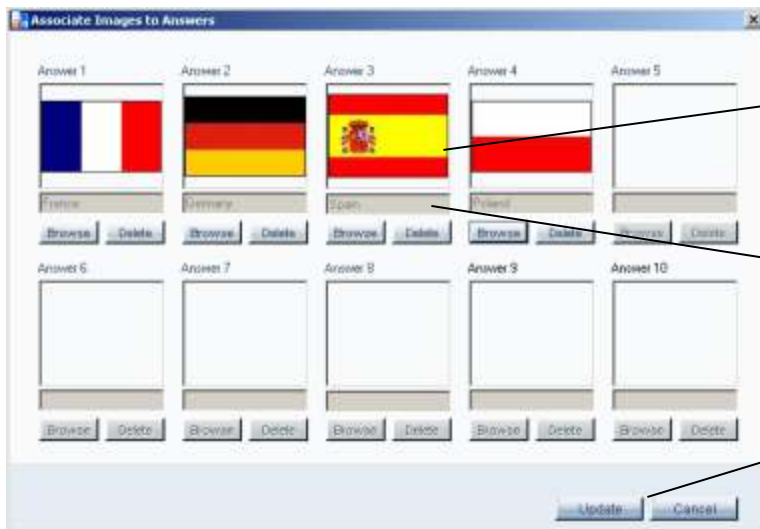 Associate Images to Answers
Answer 1 Answer 2 Answer 3 Answer 4 Answer 5
France Germany Spain Poland
Browse Delete Browse Delete Browse Delete Browse Delete Browse Delete
Answer 6 Answer 7 Answer 8 Answer 9 Answer 10
Browse Delete Browse Delete Browse Delete Browse Delete Browse Delete
Update Cancel